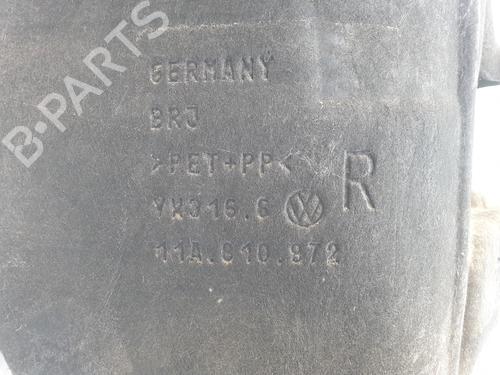 B-PARTS
GERMANY
BRJ
>PET+PP<
VW316.6
R
11A.810.972